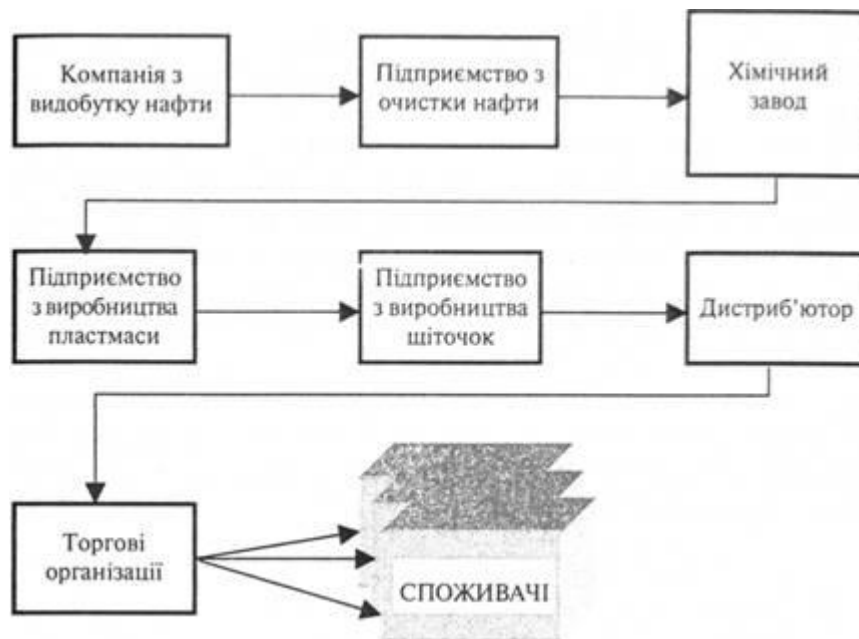 Компанія з
видобутку нафти
Підприємство з
очистки нафти
Хімічний
завод
Підприємство
з виробництва
пластмаси
Підприємство
з виробництва
щіточок
Дистриб’ютор
Торгові
організації
СПОЖИВАЧІ